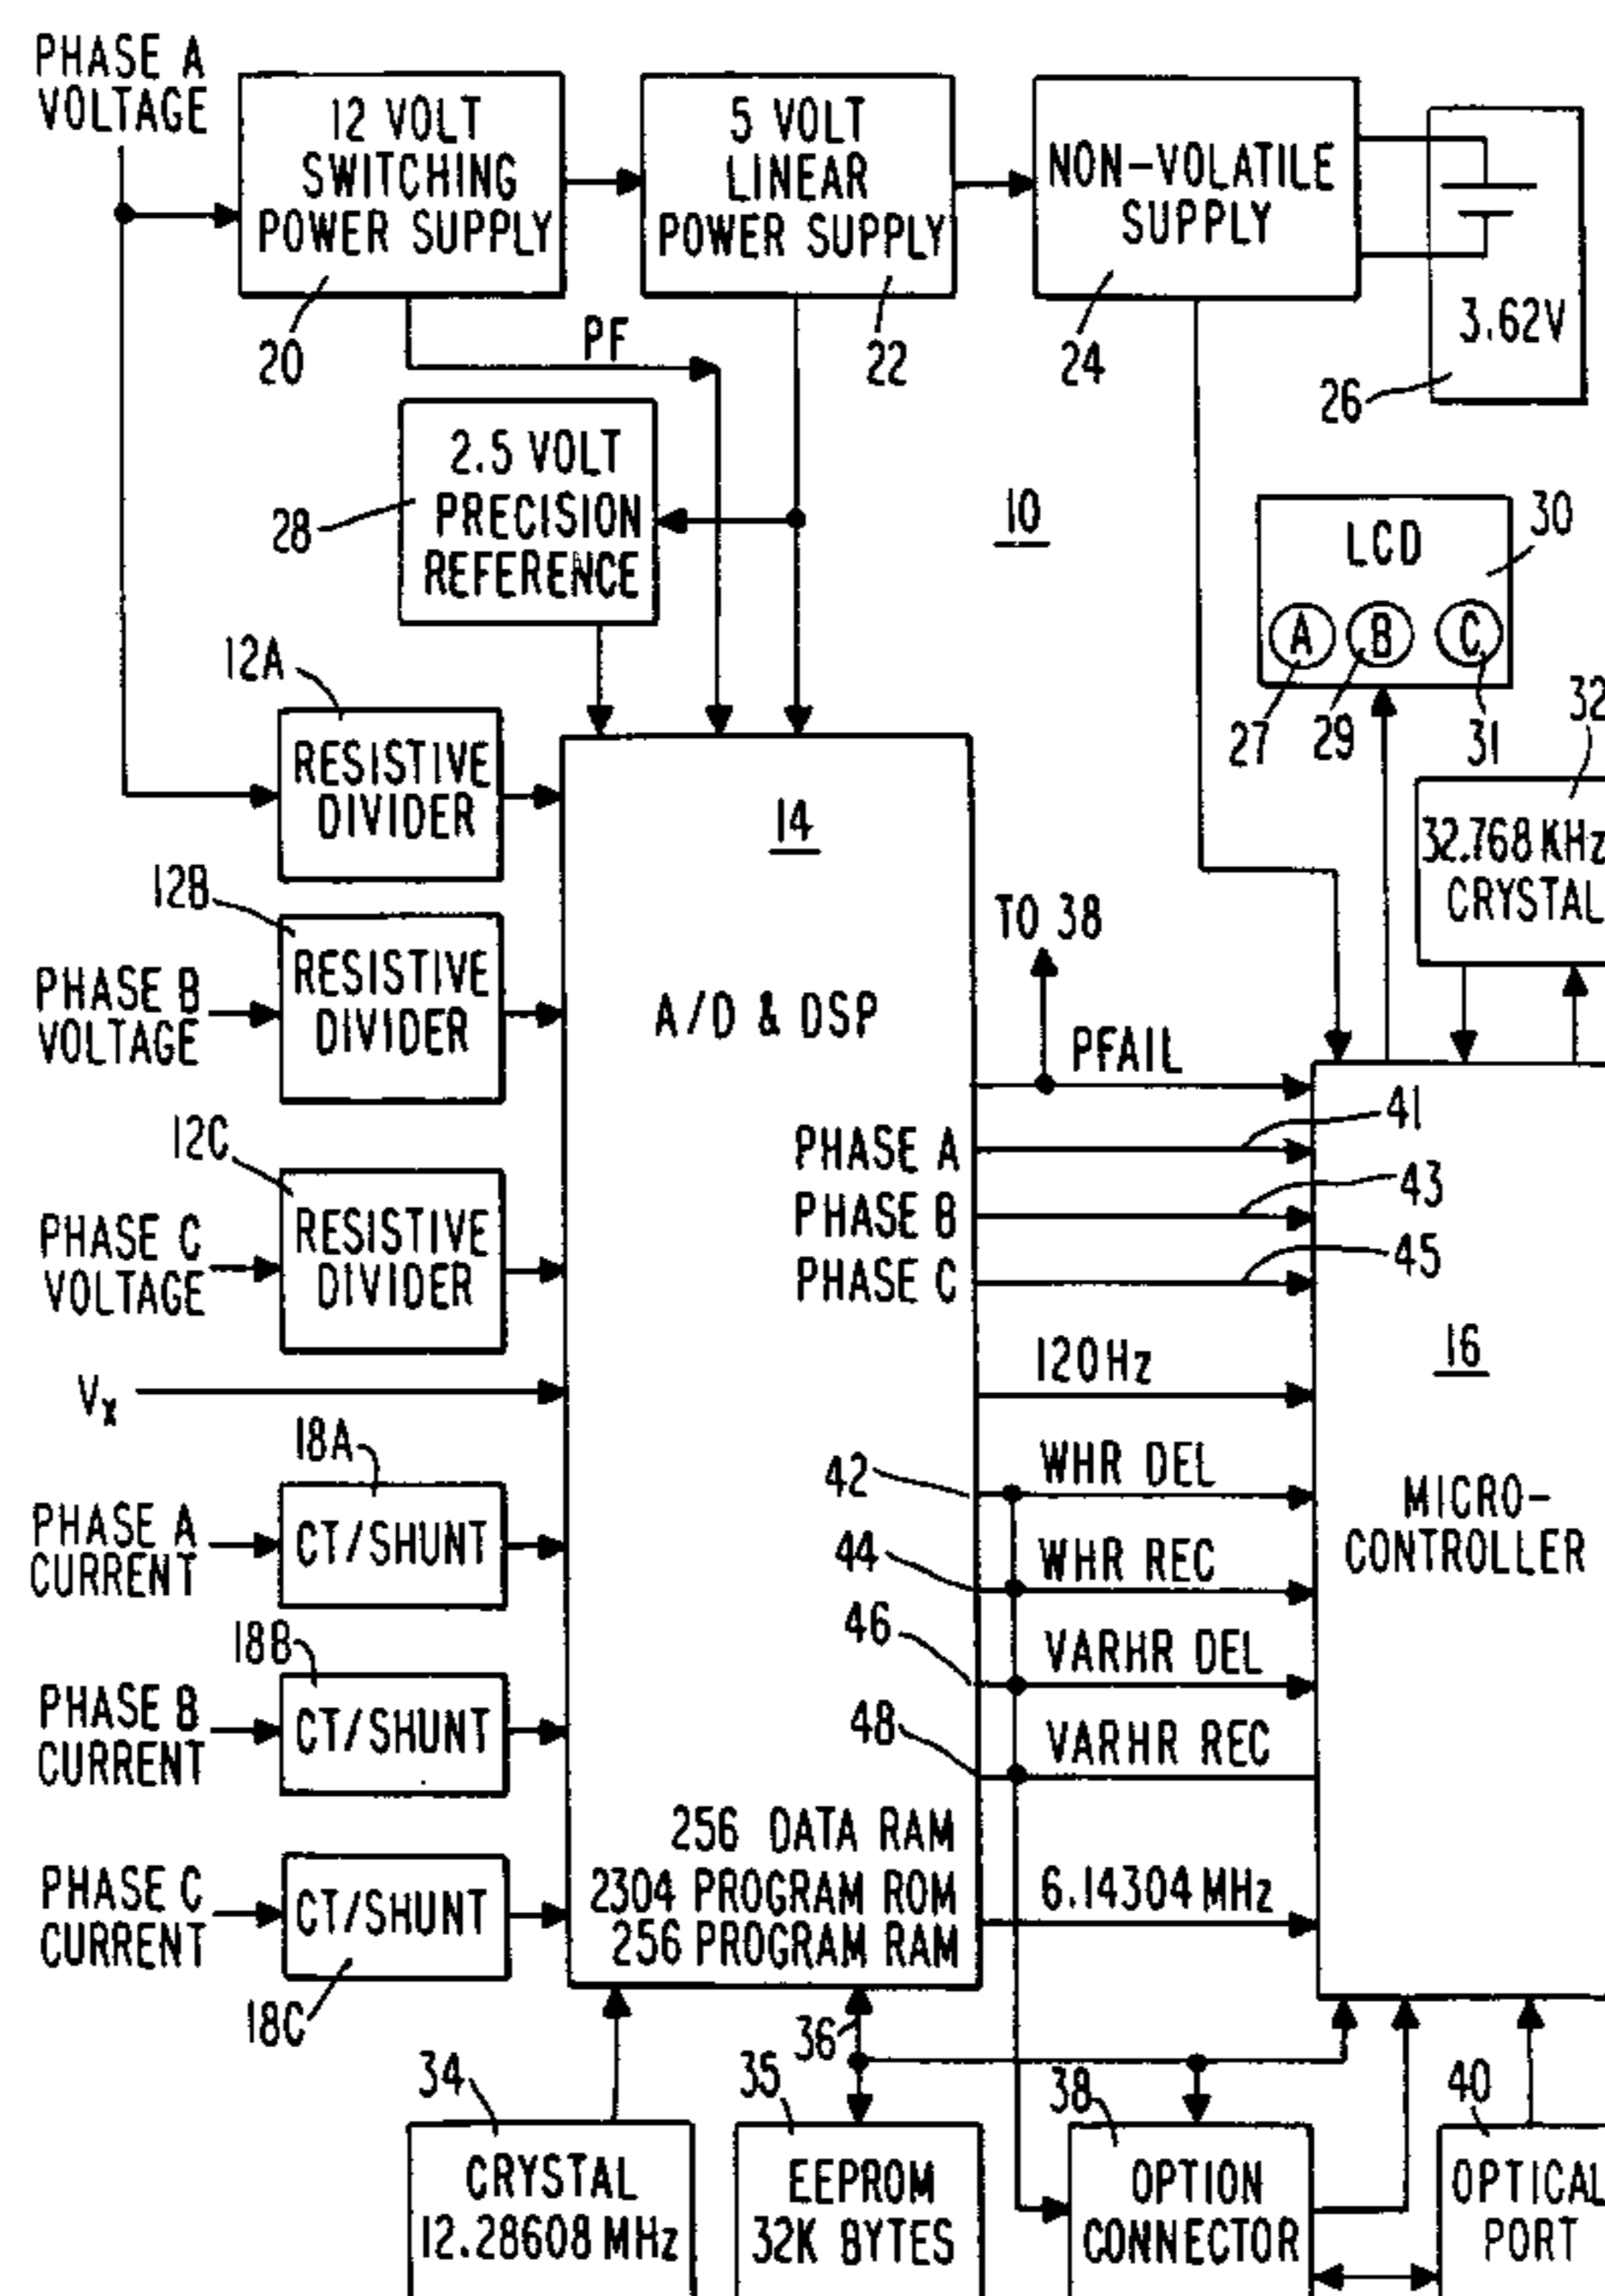 PHASE A
VOLTAGE
12 VOLT
SWITCHING
POWER SUPPLY
20
5 VOLT
LINEAR
POWER SUPPLY
22
NON-VOLATILE
SUPPLY
24
3.62V
26
PF
2.5 VOLT
PRECISION
REFERENCE
28
10
LCD
30
A
B
C
27
29
31
32
32.768 KHz
CRYSTAL
12A
RESISTIVE
DIVIDER
12B
RESISTIVE
DIVIDER
PHASE B
VOLTAGE
12C
RESISTIVE
DIVIDER
PHASE C
VOLTAGE
Vx
18A
PHASE A
CURRENT
CT/SHUNT
18B
PHASE B
CURRENT
CT/SHUNT
PHASE C
CURRENT
CT/SHUNT
18C
14
A/D & DSP
TO 38
PFAIL
PHASE A
41
PHASE B
43
PHASE C
45
120Hz
16
MICRO-
CONTROLLER
42
WHR DEL
44
WHR REC
46
VARHR DEL
48
VARHR REC
256 DATA RAM
2304 PROGRAM ROM
256 PROGRAM RAM
6.14304 MHz
36
34
CRYSTAL
12.28608 MHz
35
EEPROM
32K BYTES
38
OPTION
CONNECTOR
40
OPTICAL
PORT